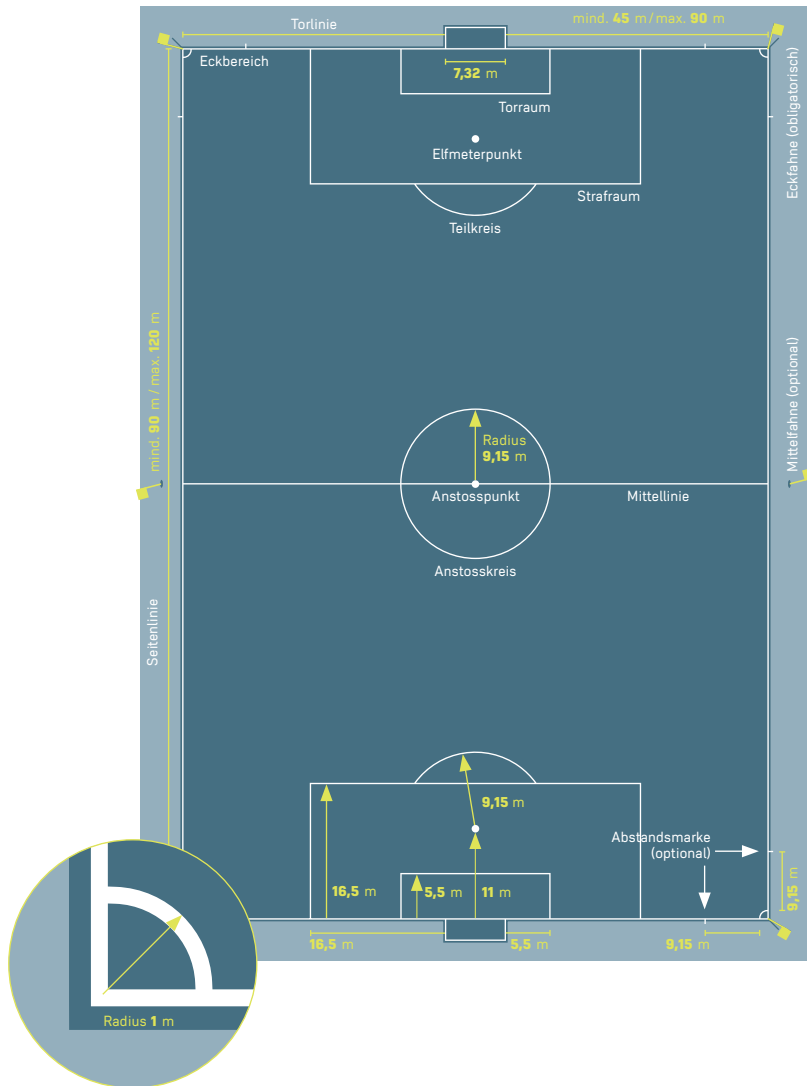 Torlinie
mind. 45 m / max. 90 m
Eckbereich
7,32 m
Torraum
Elfmeterpunkt
Strafraum
Teilkreis
Eckfahne (obligatorisch)
mind. 90 m / max. 120 m
Mittelfahne (optional)
Radius
9,15 m
Anstosspunkt
Mittellinie
Anstosskreis
Seitenlinie
9,15 m
Abstandsmarke
(optional)
16,5 m
5,5 m
11 m
9,15 m
16,5 m
5,5 m
9,15 m
Radius 1 m